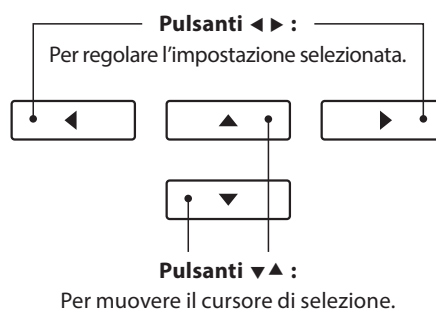 Pulsanti ◀ ▶ :
Per regolare l’impostazione selezionata.
Pulsanti ▼▲ :
Per muovere il cursore di selezione.